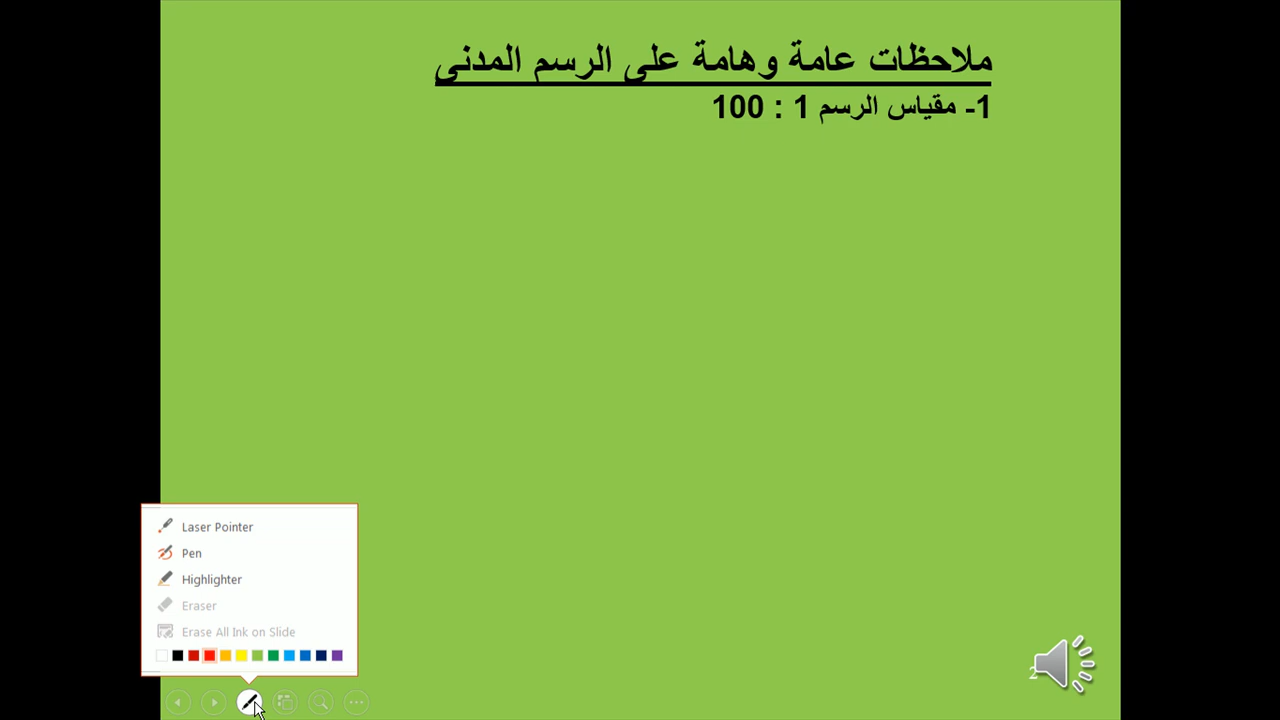 ملاحظات عامة وهامة على الرسم المدنى
1- مقياس الرسم 1 : 100
Laser Pointer
Pen
Highlighter
Eraser
Erase All Ink on Slide
2